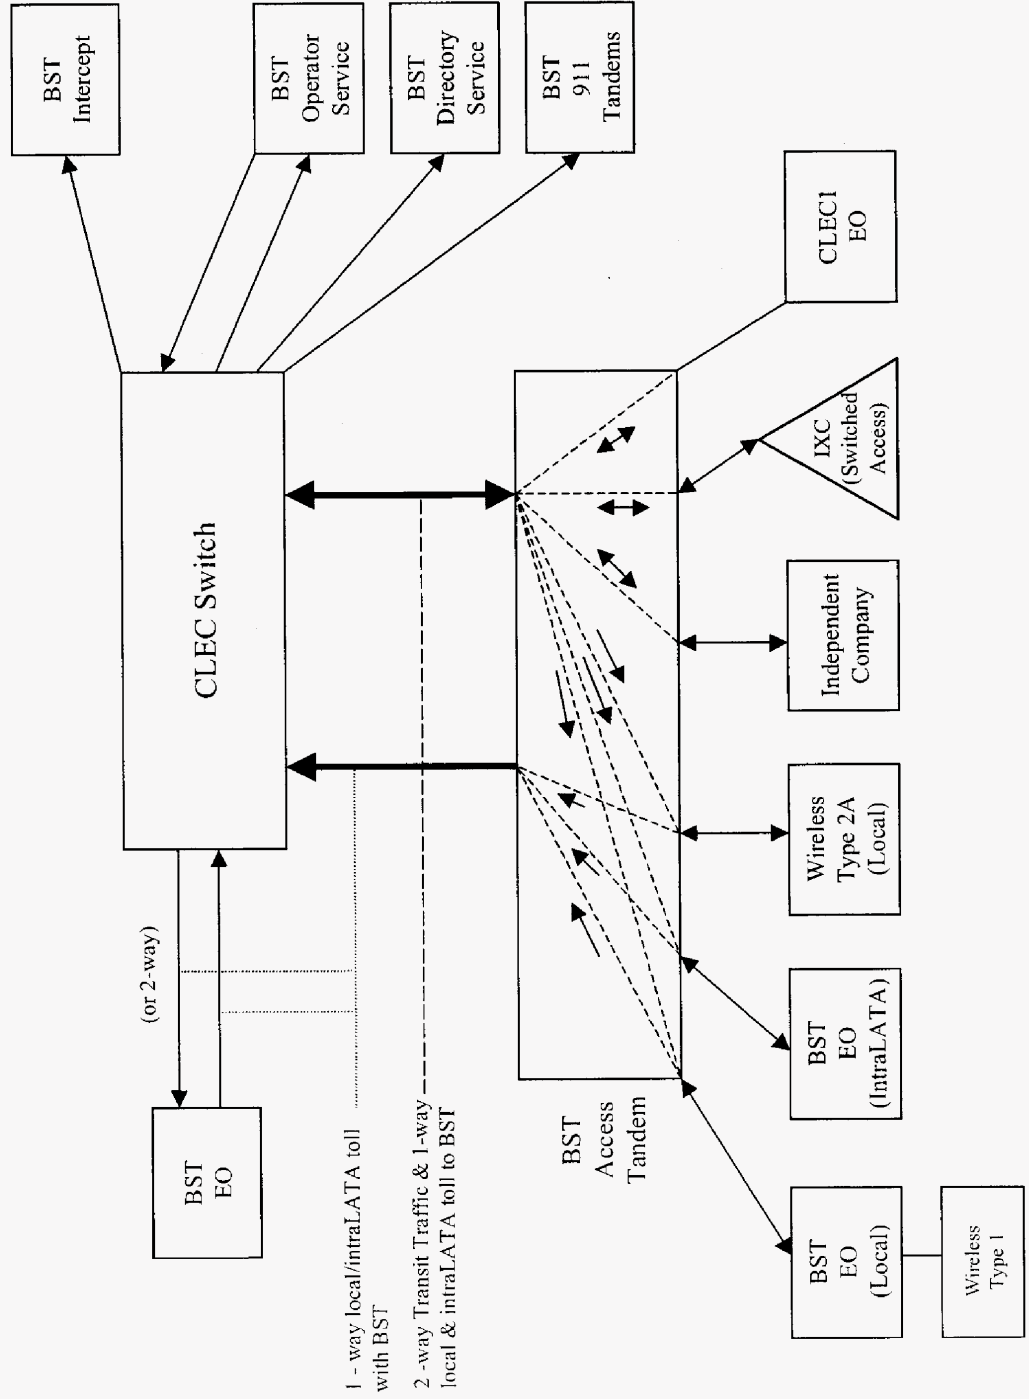 BST
EO
(or 2-way)
CLEC Switch
BST
Intercept
BST
Operator
Service
BST
Directory
Service
BST
911
Tandems
1 - way local/intraLATA toll
with BST
2 -way Transit Traffic & 1-way
local & intraLATA toll to BST
BST
Access
Tandem
BST
EO
(Local)
Wireless
Type 1
BST
EO
(IntraLATA)
Wireless
Type 2A
(Local)
Independent
Company
IXC
(Switched
Access)
CLEC1
EO